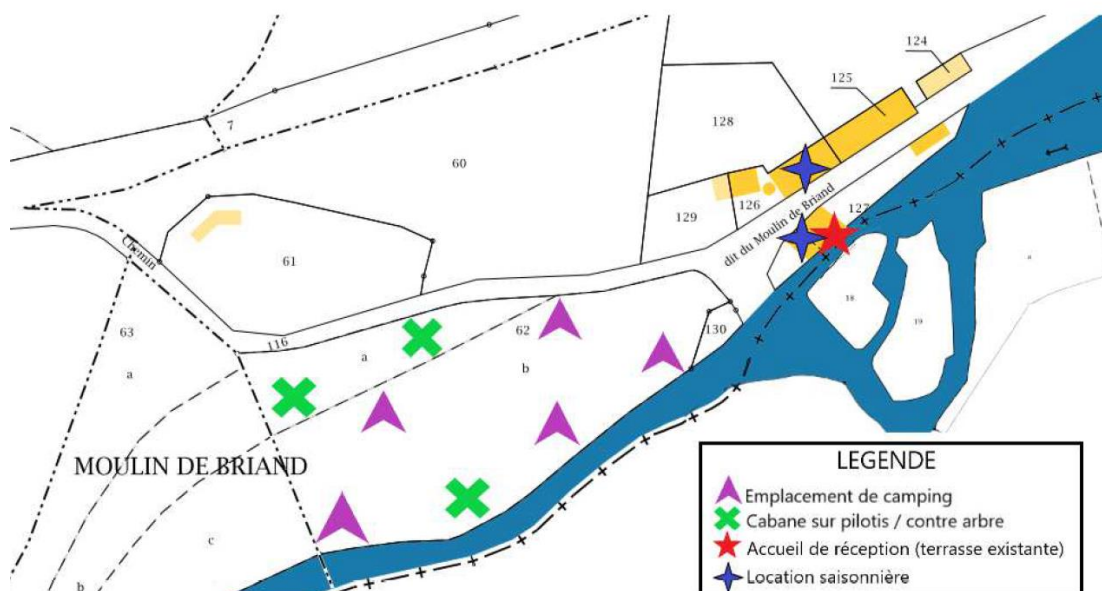 124
125
7
128
60
126
dit du Moulin de Briand
127
129
Chemin
61
18
19
a
63
a
116
62
a
b
130
MOULIN DE BRIAND
c
b
LEGENDE
Emplacement de camping
Cabane sur pilotis / contre arbre
Accueil de réception (terrasse existante)
Location saisonnière